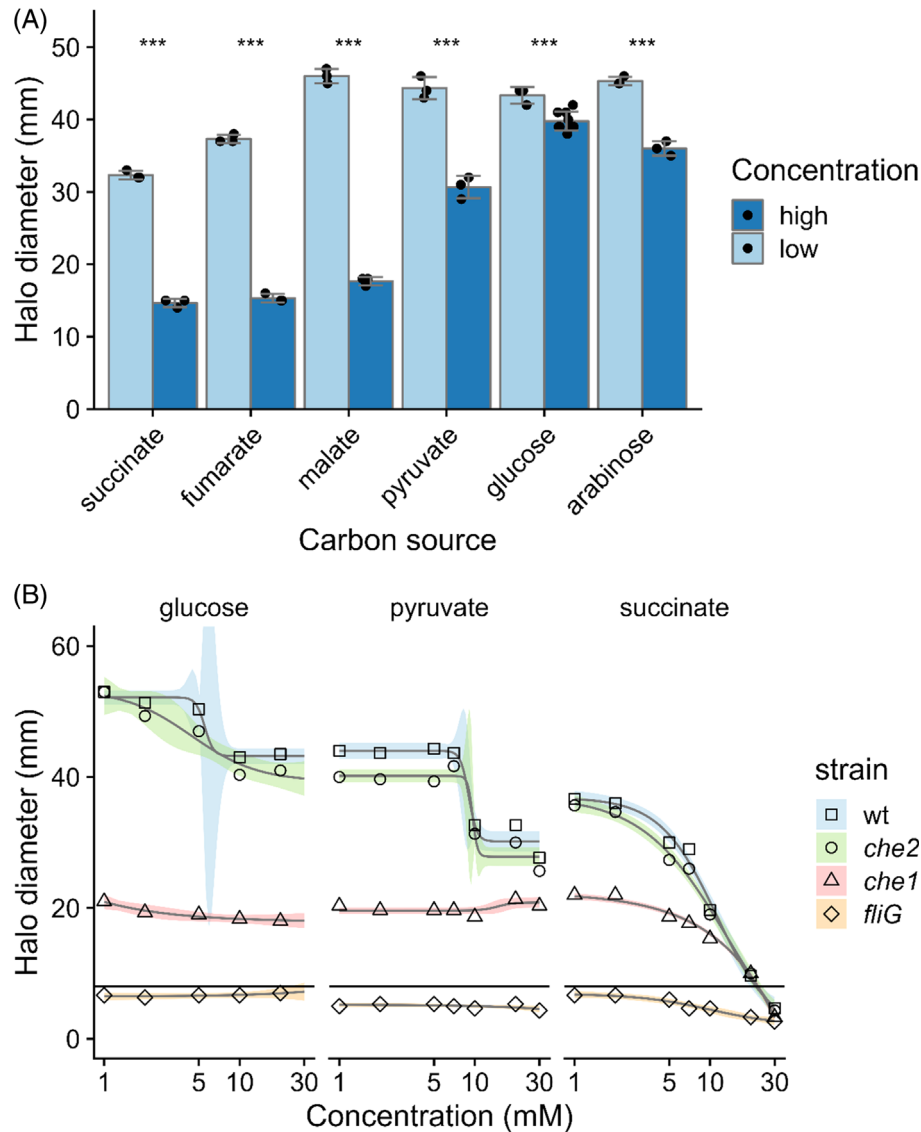 (A)
50
40
30
20
10
0
Halo diameter (mm)
*** *** *** *** *** ***
succinate
fumarate
malate
pyruvate
glucose
arabinose
Carbon source
Concentration
high
low
(B)
glucose pyruvate succinate
60
40
20
0
Halo diameter (mm)
1 5 10 30 1 5 10 30 1 5 10 30
Concentration (mM)
strain
wt
che2
che1
fliG